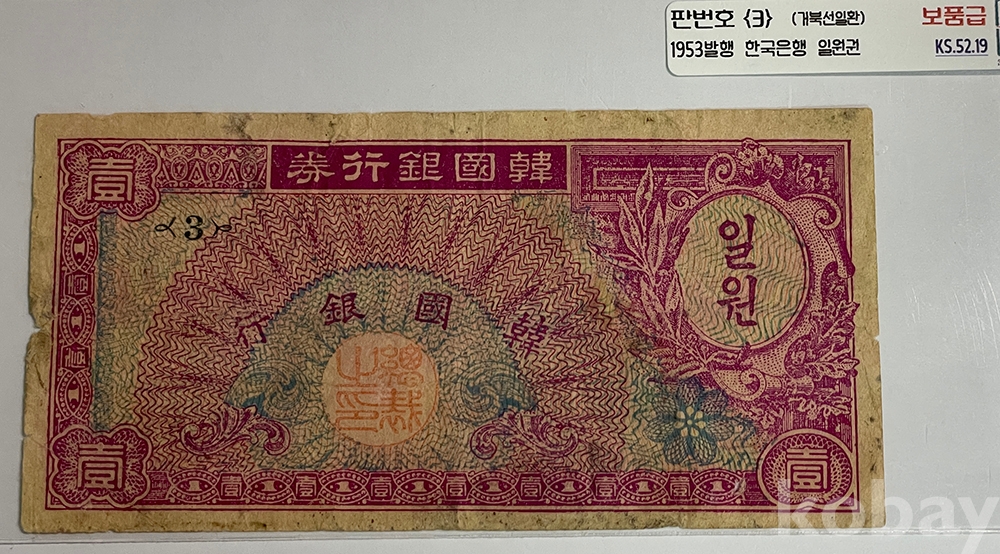 판번호 {3} (거북선일환) 보품급
1953발행 한국은행 일원권 KS.52.19
券行銀國韓
壹
{3}
일
원
行 銀 國 韓
壹 壹
kobay